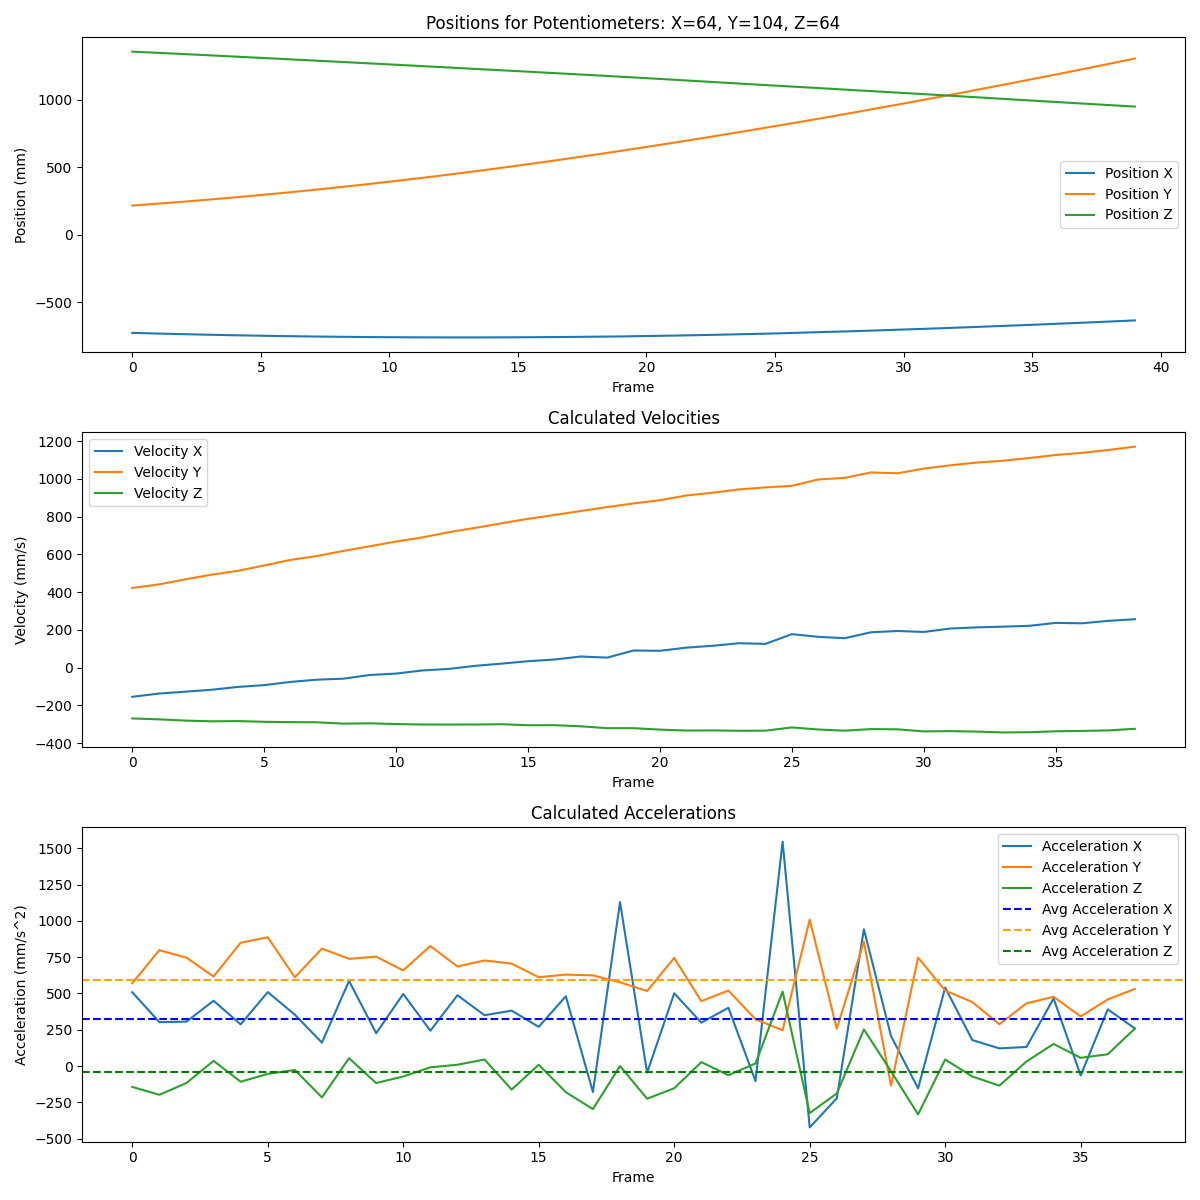 Positions for Potentiometers: X=64, Y=104, Z=64
Position (mm)
1000
500
0
−500
Position X
Position Y
Position Z
0 5 10 15 20 25 30 35 40
Frame
Calculated Velocities
Velocity (mm/s)
1200
1000
800
600
400
200
0
−200
−400
Velocity X
Velocity Y
Velocity Z
0 5 10 15 20 25 30 35
Frame
Calculated Accelerations
Acceleration (mm/s^2)
1500
1250
1000
750
500
250
0
−250
−500
Acceleration X
Acceleration Y
Acceleration Z
Avg Acceleration X
Avg Acceleration Y
Avg Acceleration Z
0 5 10 15 20 25 30 35
Frame